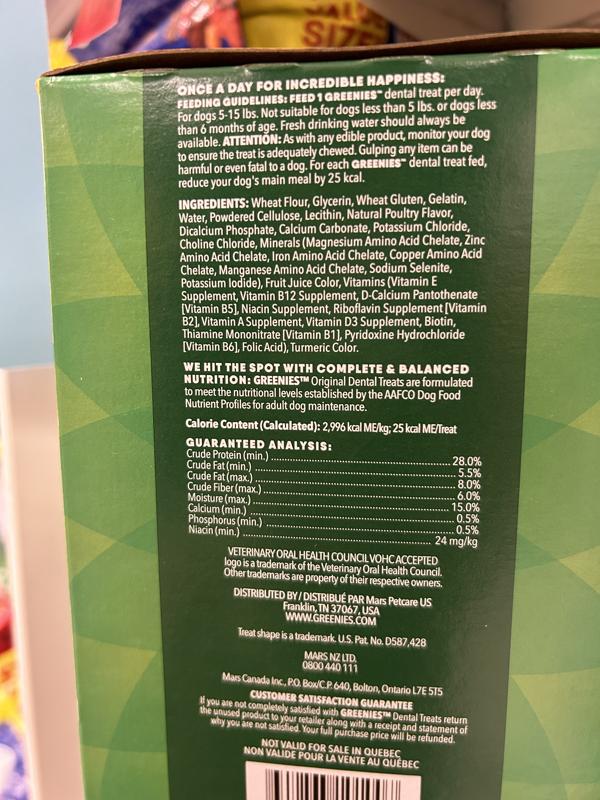 VALUE
SIZE
ONCE A DAY FOR INCREDIBLE HAPPINESS:
FEEDING GUIDELINES: FEED 1 GREENIES™ dental treat per day.
For dogs 5-15 lbs. Not suitable for dogs less than 5 lbs. or dogs less
than 6 months of age. Fresh drinking water should always be
available. ATTENTION: As with any edible product, monitor your dog
to ensure the treat is adequately chewed. Gulping any item can be
harmful or even fatal to a dog. For each GREENIES™ dental treat fed,
reduce your dog's main meal by 25 kcal.
INGREDIENTS: Wheat Flour, Glycerin, Wheat Gluten, Gelatin,
Water, Powdered Cellulose, Lecithin, Natural Poultry Flavor,
Dicalcium Phosphate, Calcium Carbonate, Potassium Chloride,
Choline Chloride, Minerals (Magnesium Amino Acid Chelate, Zinc
Amino Acid Chelate, Iron Amino Acid Chelate, Copper Amino Acid
Chelate, Manganese Amino Acid Chelate, Sodium Selenite,
Potassium Iodide), Fruit Juice Color, Vitamins (Vitamin E
Supplement, Vitamin B12 Supplement, D-Calcium Pantothenate
[Vitamin B5], Niacin Supplement, Riboflavin Supplement [Vitamin
B2], Vitamin A Supplement, Vitamin D3 Supplement, Biotin,
Thiamine Mononitrate [Vitamin B1], Pyridoxine Hydrochloride
[Vitamin B6], Folic Acid), Turmeric Color.
WE HIT THE SPOT WITH COMPLETE & BALANCED
NUTRITION: GREENIES™ Original Dental Treats are formulated
to meet the nutritional levels established by the AAFCO Dog Food
Nutrient Profiles for adult dog maintenance.
Calorie Content (Calculated): 2,996 kcal ME/kg; 25 kcal ME/Treat
GUARANTEED ANALYSIS:
Crude Protein (min.) 28.0%
Crude Fat (min.) 5.5%
Crude Fat (max.) 8.0%
Crude Fiber (max.) 6.0%
Moisture (max.) 15.0%
Calcium (min.) 0.5%
Phosphorus (min.) 0.5%
Niacin (min.) 24 mg/kg
VETERINARY ORAL HEALTH COUNCIL VOHC ACCEPTED
logo is a trademark of the Veterinary Oral Health Council.
Other trademarks are property of their respective owners.
DISTRIBUTED BY / DISTRIBUÉ PAR Mars Petcare US
Franklin, TN 37067, USA
WWW.GREENIES.COM
Treat shape is a trademark. U.S. Pat. No. D587,428
MARS NZ LTD.
0800 440 111
Mars Canada Inc., P.O. Box/C.P. 640, Bolton, Ontario L7E 5T5
CUSTOMER SATISFACTION GUARANTEE
If you are not completely satisfied with GREENIES™ Dental Treats return
the unused product to your retailer along with a receipt and statement of
why you are not satisfied. Your full purchase price will be refunded.
NOT VALID FOR SALE IN QUEBEC
NON VALIDE POUR LA VENTE AU QUÉBEC